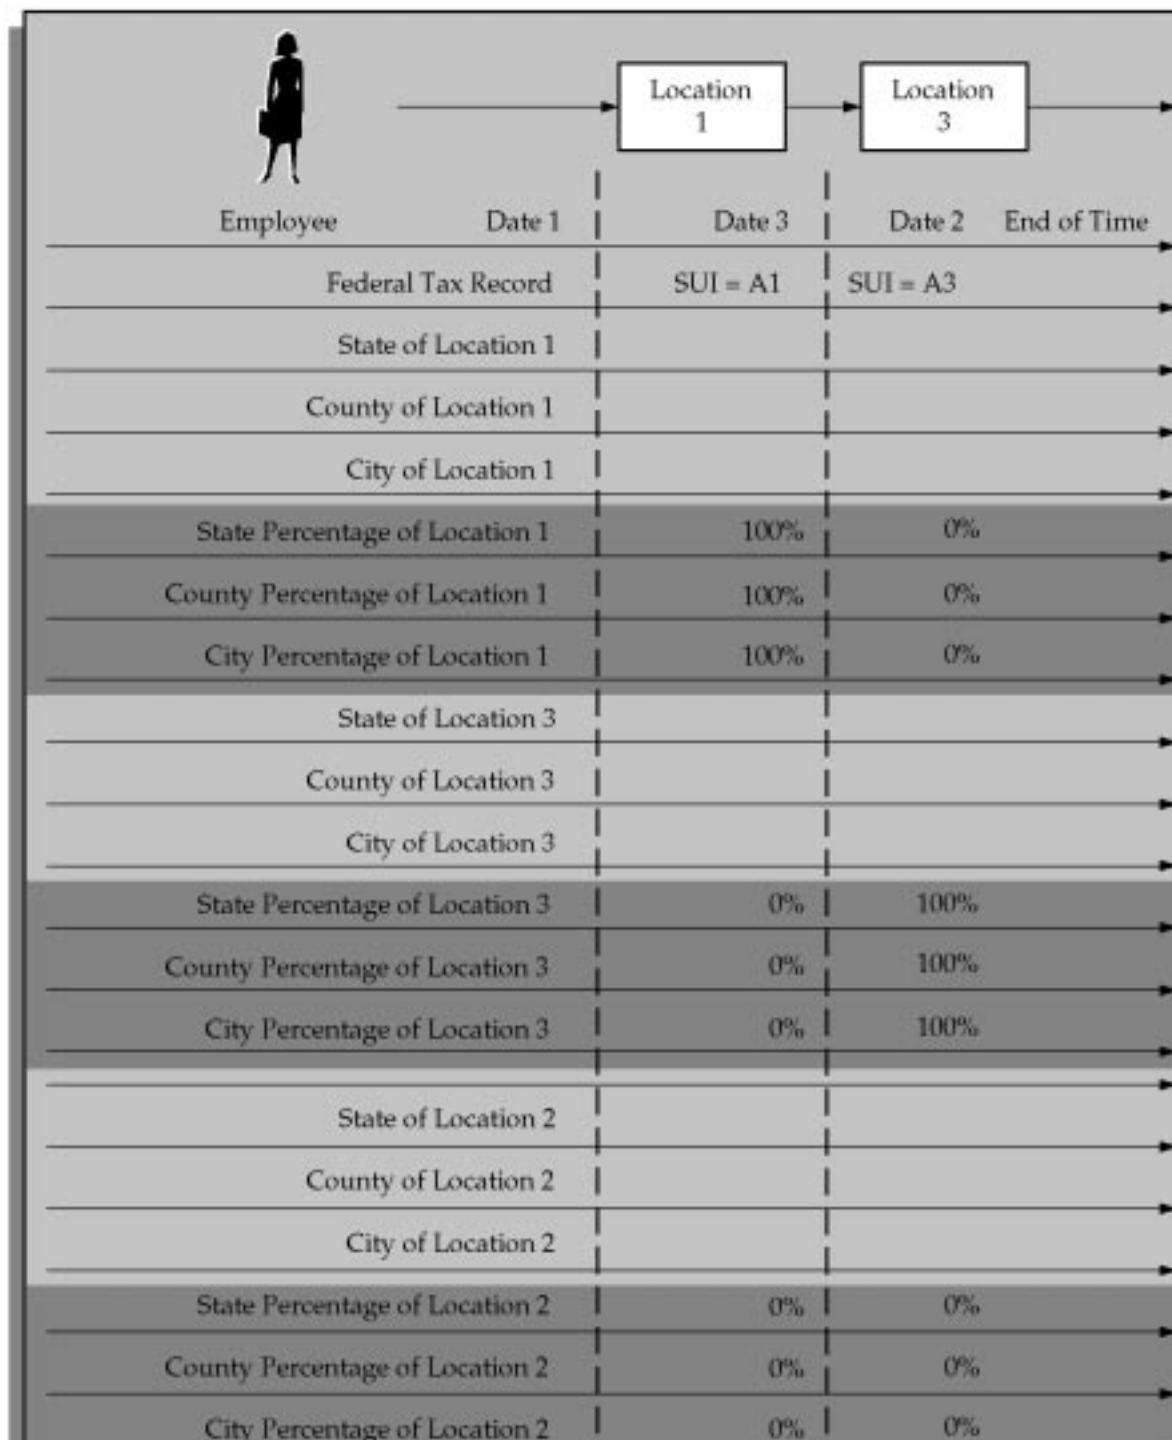 Location
1
Location
3
Employee Date 1 Date 3 Date 2 End of Time
Federal Tax Record SUI = A1 SUI = A3
State of Location 1
County of Location 1
City of Location 1
State Percentage of Location 1 100% 0%
County Percentage of Location 1 100% 0%
City Percentage of Location 1 100% 0%
State of Location 3
County of Location 3
City of Location 3
State Percentage of Location 3 0% 100%
County Percentage of Location 3 0% 100%
City Percentage of Location 3 0% 100%
State of Location 2
County of Location 2
City of Location 2
State Percentage of Location 2 0% 0%
County Percentage of Location 2 0% 0%
City Percentage of Location 2 0% 0%